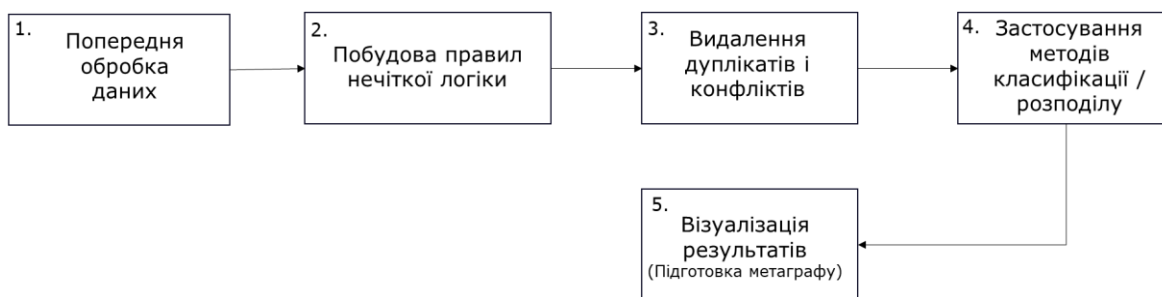 1.
Попередня
обробка
даних
2.
Побудова правил
нечіткої логіки
3.
Видалення
дуплікатів і
конфліктів
4.
Застосування
методів
класифікації /
розподілу
5.
Візуалізація
результатів
(Підготовка метаграфу)